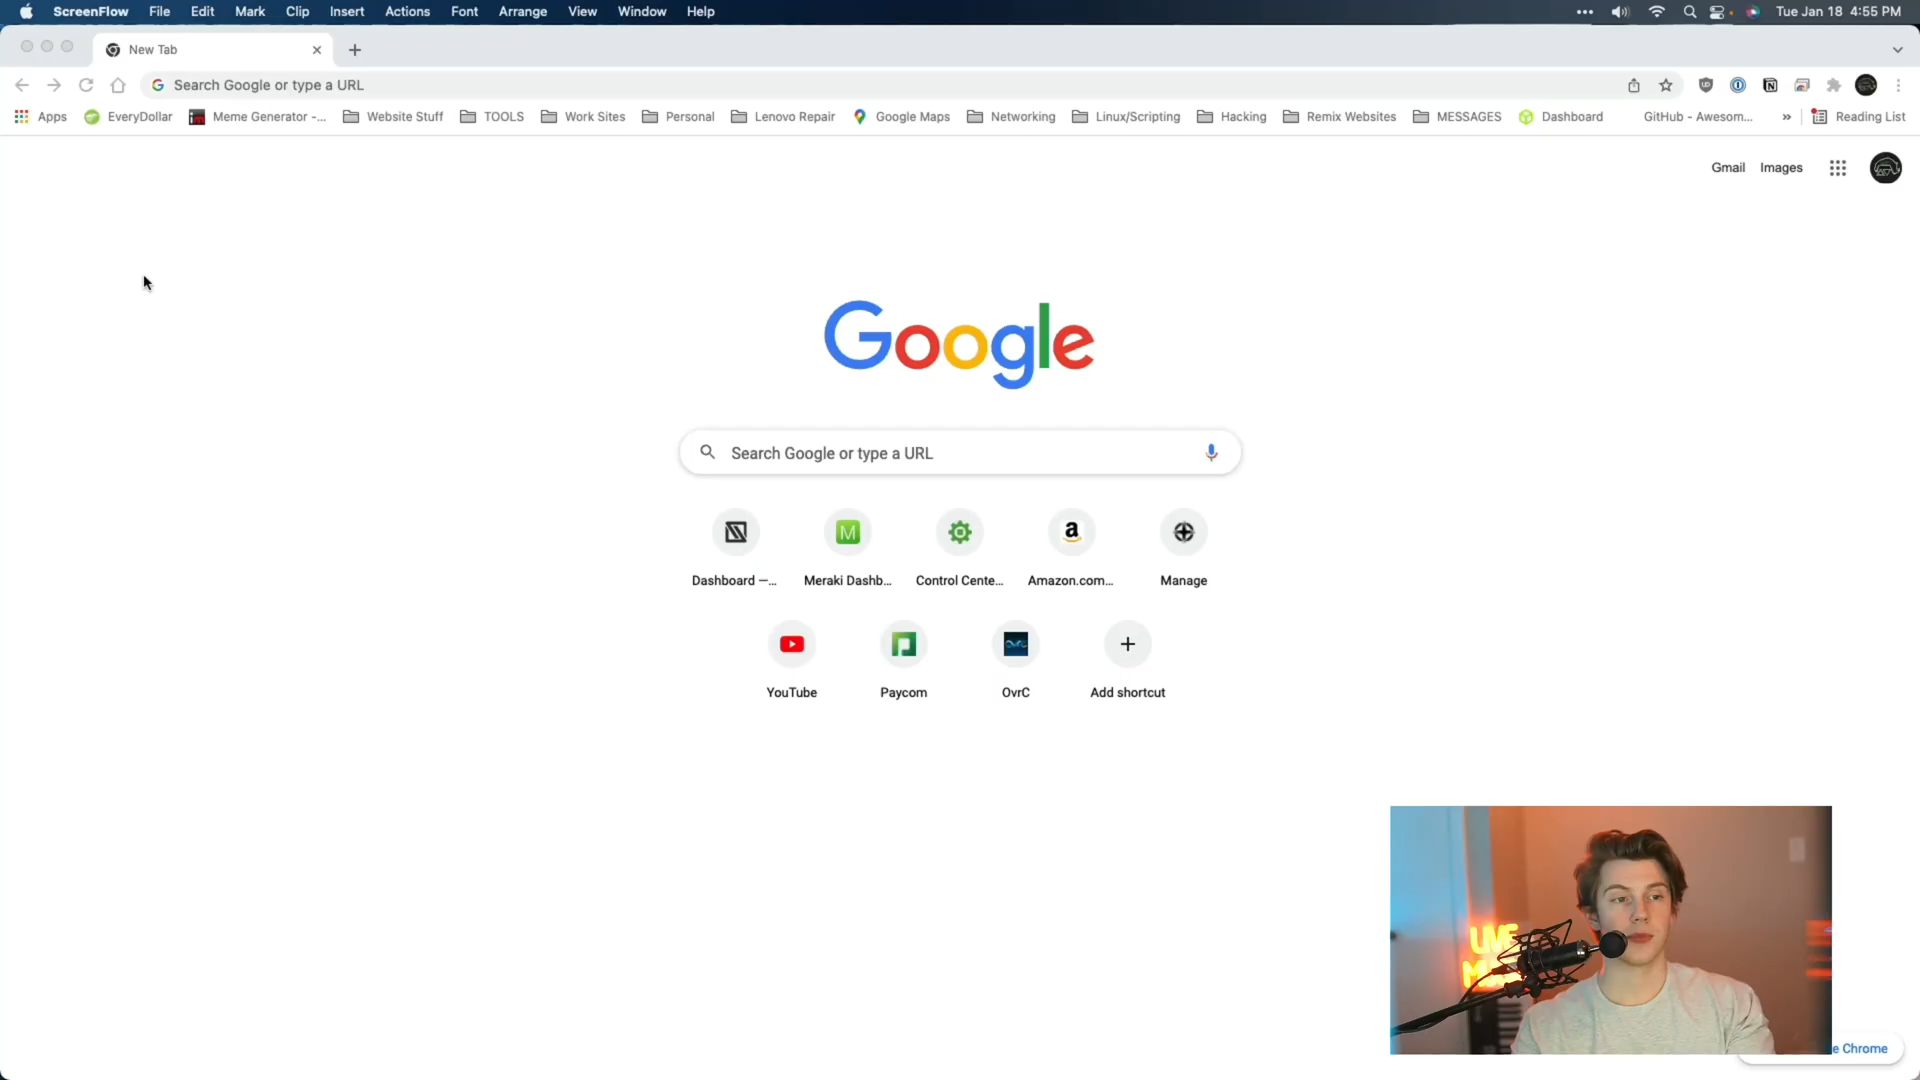 ScreenFlow File Edit Mark Clip Insert Actions Font Arrange View Window Help Tue Jan 18 4:55 PM
New Tab
Search Google or type a URL
Apps EveryDollar Meme Generator -... Website Stuff TOOLS Work Sites Personal Lenovo Repair Google Maps Networking Linux/Scripting Hacking Remix Websites MESSAGES Dashboard GitHub - Awesom... » Reading List
Gmail Images
Google
Search Google or type a URL
Dashboard —... Meraki Dashb... Control Cente... Amazon.com... Manage
YouTube Paycom OvrC Add shortcut
LIVE
Chrome